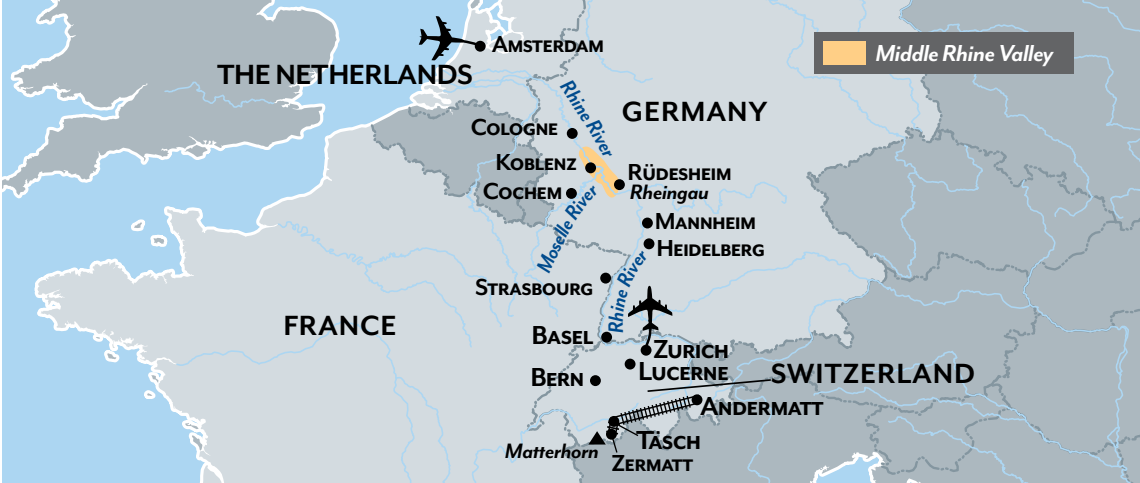 AMSTERDAM
Middle Rhine Valley
THE NETHERLANDS
Rhine River
GERMANY
COLOGNE
KOBLENZ
RÜDESHEIM
Rheingau
COCHEM
Moselle River
MANNHEIM
HEIDELBERG
STRASBOURG
Rhine River
FRANCE
BASEL
ZURICH
LUCERNE
BERN
SWITZERLAND
ANDERMATT
TÄSCH
Matterhorn
ZERMATT